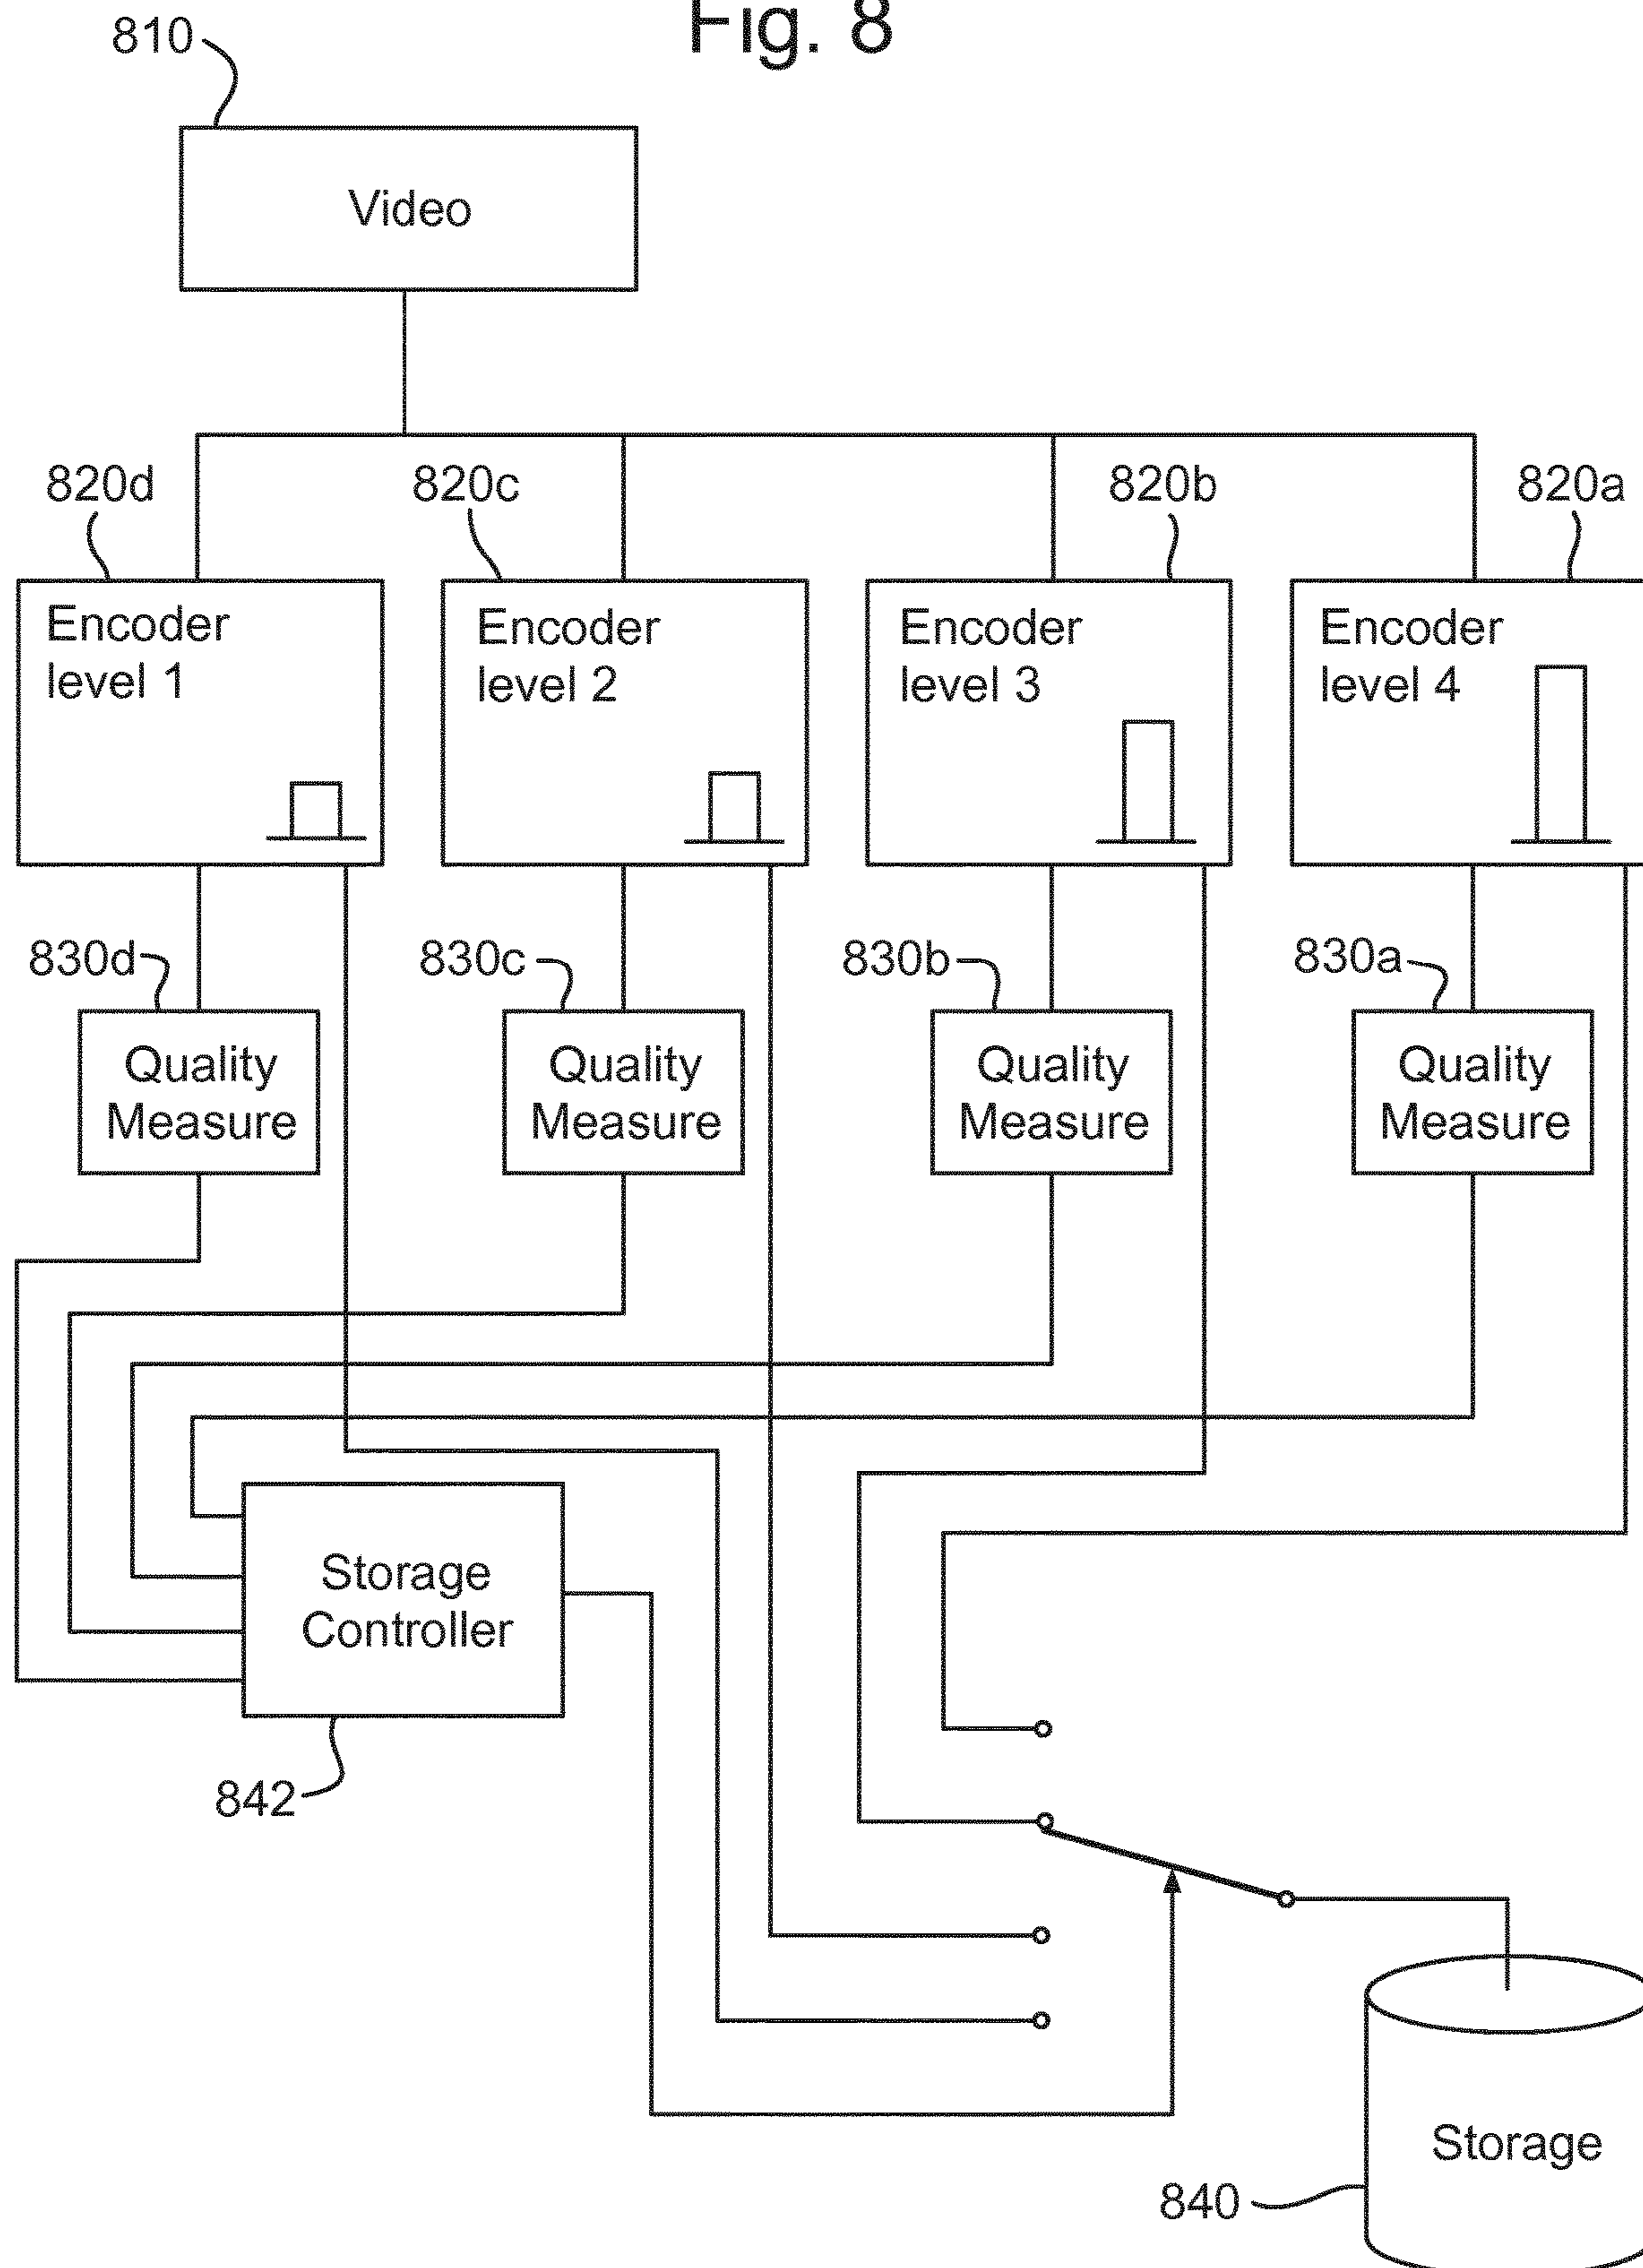 Fig. 8
810
Video
820d
820c
820b
820a
Encoder
level 1
Encoder
level 2
Encoder
level 3
Encoder
level 4
830d
830c
830b
830a
Quality
Measure
Quality
Measure
Quality
Measure
Quality
Measure
Storage
Controller
842
Storage
840